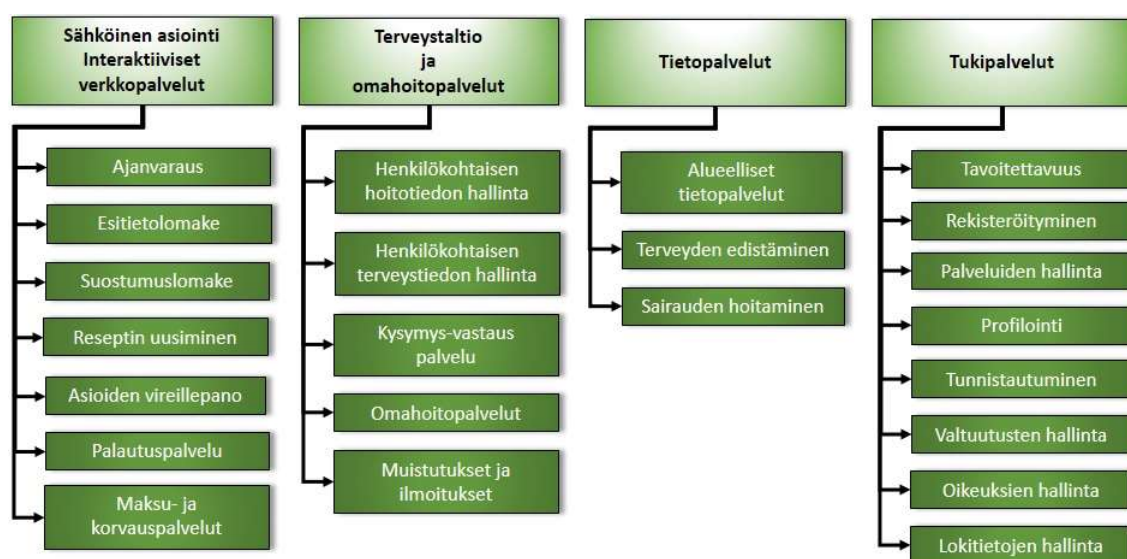 Sähköinen asiointi
Interaktiiviset
verkkopalvelut
Ajanvaraus
Esitietolomake
Suostumuslomake
Reseptin uusiminen
Asioiden vireillepano
Palautuspalvelu
Maksu- ja
korvauspalvelut
Terveystaltio
ja
omahoitopalvelut
Henkilökohtaisen
hoitotiedon hallinta
Henkilökohtaisen
terveystiedon hallinta
Kysymys-vastaus
palvelu
Omahoitopalvelut
Muistutukset ja
ilmoitukset
Tietopalvelut
Alueelliset
tietopalvelut
Terveyden edistäminen
Sairauden hoitaminen
Tukipalvelut
Tavoitettavuus
Rekisteröityminen
Palveluiden hallinta
Profilointi
Tunnistautuminen
Valtuutusten hallinta
Oikeuksien hallinta
Lokitietojen hallinta